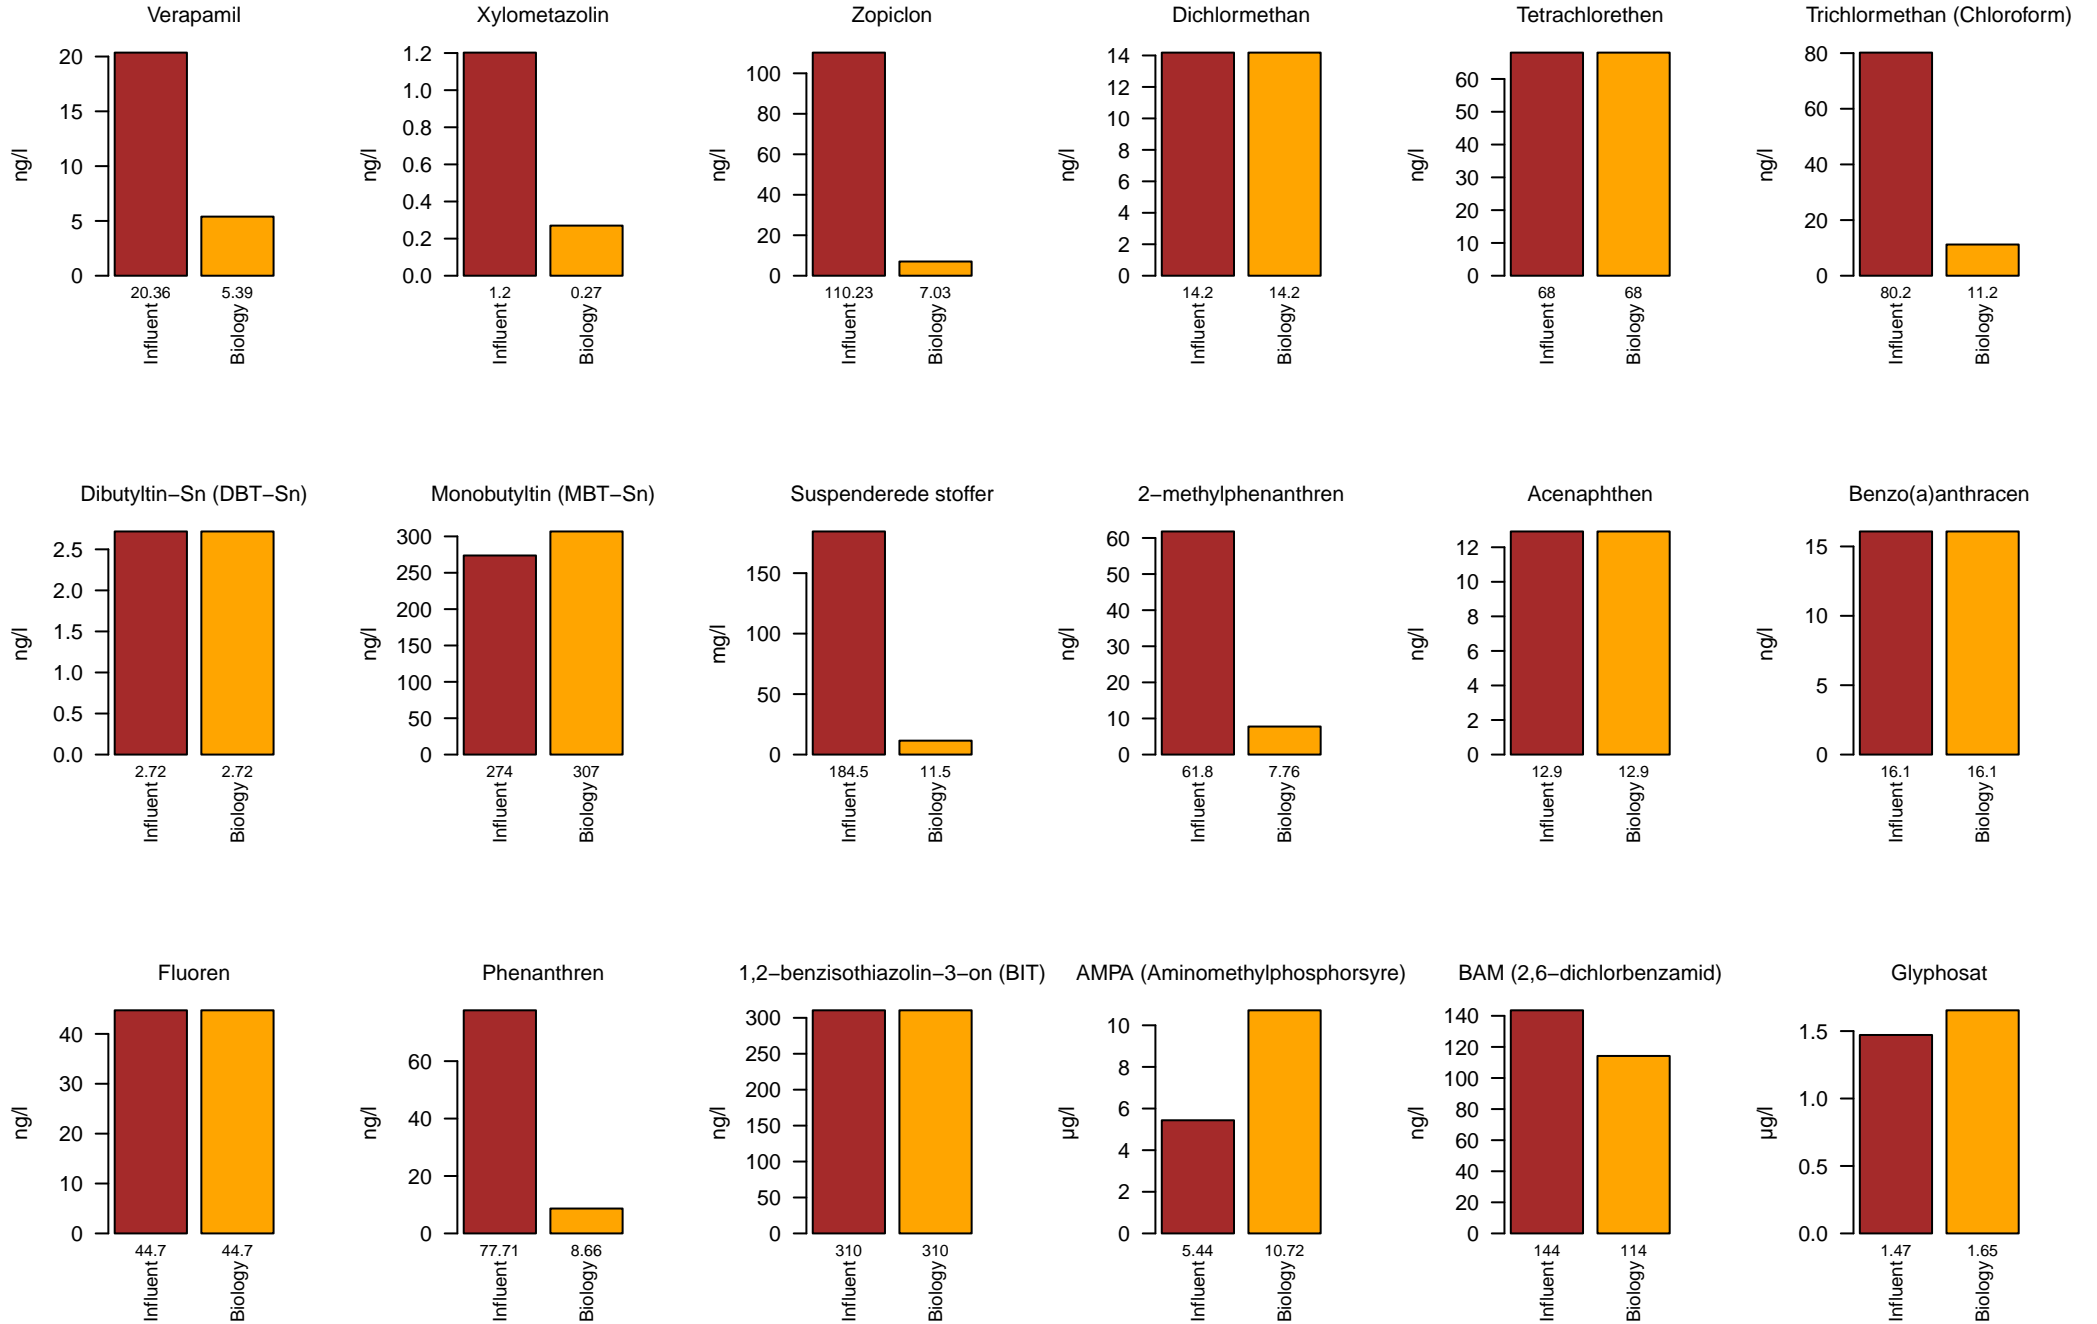 Verapamil
ng/l
20
15
10
5
0
20.36 5.39
Influent Biology
Xylometazolin
ng/l
1.2
1.0
0.8
0.6
0.4
0.2
0.0
1.2 0.27
Influent Biology
Zopiclon
ng/l
100
80
60
40
20
0
110.23 7.03
Influent Biology
Dichlormethan
ng/l
14
12
10
8
6
4
2
0
14.2 14.2
Influent Biology
Tetrachlorethen
ng/l
60
50
40
30
20
10
0
68 68
Influent Biology
Trichlormethan (Chloroform)
ng/l
80
60
40
20
0
80.2 11.2
Influent Biology
Dibutyltin−Sn (DBT−Sn)
ng/l
2.5
2.0
1.5
1.0
0.5
0.0
2.72 2.72
Influent Biology
Monobutyltin (MBT−Sn)
ng/l
300
250
200
150
100
50
0
274 307
Influent Biology
Suspenderede stoffer
mg/l
150
100
50
0
184.5 11.5
Influent Biology
2−methylphenanthren
ng/l
60
50
40
30
20
10
0
61.8 7.76
Influent Biology
Acenaphthen
ng/l
12
10
8
6
4
2
0
12.9 12.9
Influent Biology
Benzo(a)anthracen
ng/l
15
10
5
0
16.1 16.1
Influent Biology
Fluoren
ng/l
40
30
20
10
0
44.7 44.7
Influent Biology
Phenanthren
ng/l
60
40
20
0
77.71 8.66
Influent Biology
1,2−benzisothiazolin−3−on (BIT)
ng/l
300
250
200
150
100
50
0
310 310
Influent Biology
AMPA (Aminomethylphosphorsyre)
µg/l
10
8
6
4
2
0
5.44 10.72
Influent Biology
BAM (2,6−dichlorbenzamid)
ng/l
140
120
100
80
60
40
20
0
144 114
Influent Biology
Glyphosat
µg/l
1.5
1.0
0.5
0.0
1.47 1.65
Influent Biology